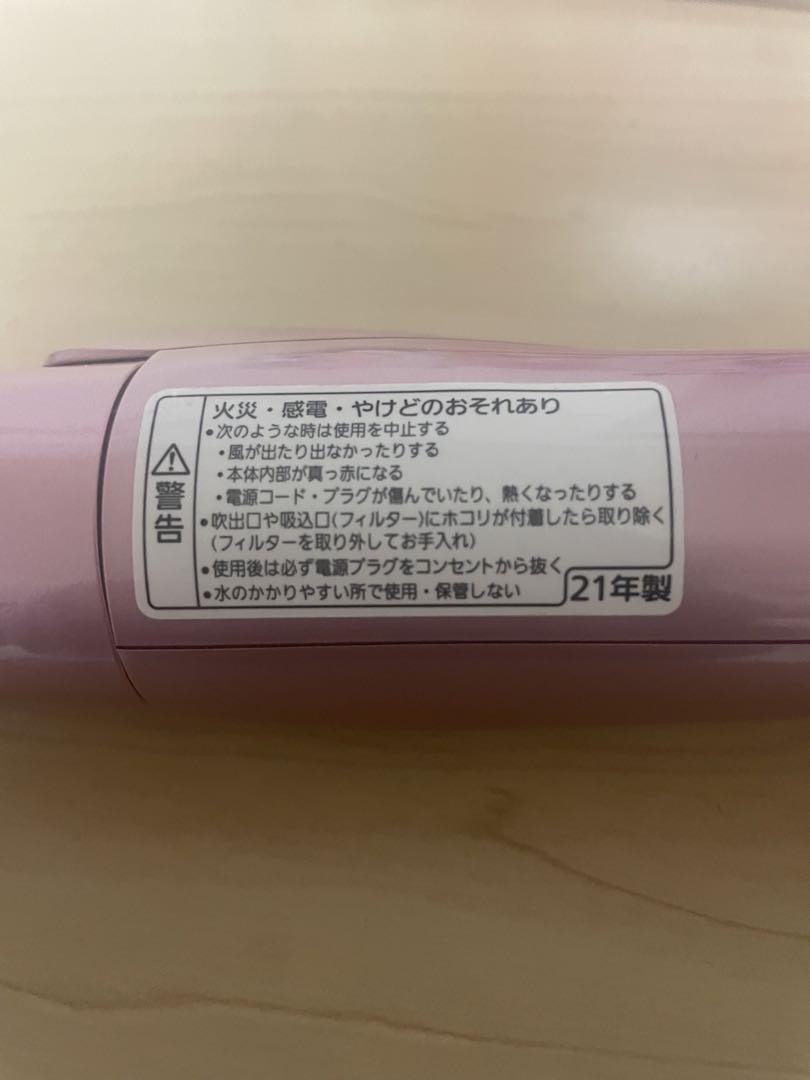 警告
火災・感電・やけどのおそれあり
●次のような時は使用を中止する
・風が出たり出なかったりする
・本体内部が真っ赤になる
・電源コード・プラグが傷んでいたり、熱くなったりする
●吹出口や吸込口(フィルター)にホコリが付着したら取り除く
(フィルターを取り外してお手入れ)
●使用後は必ず電源プラグをコンセントから抜く
●水のかかりやすい所で使用・保管しない
21年製